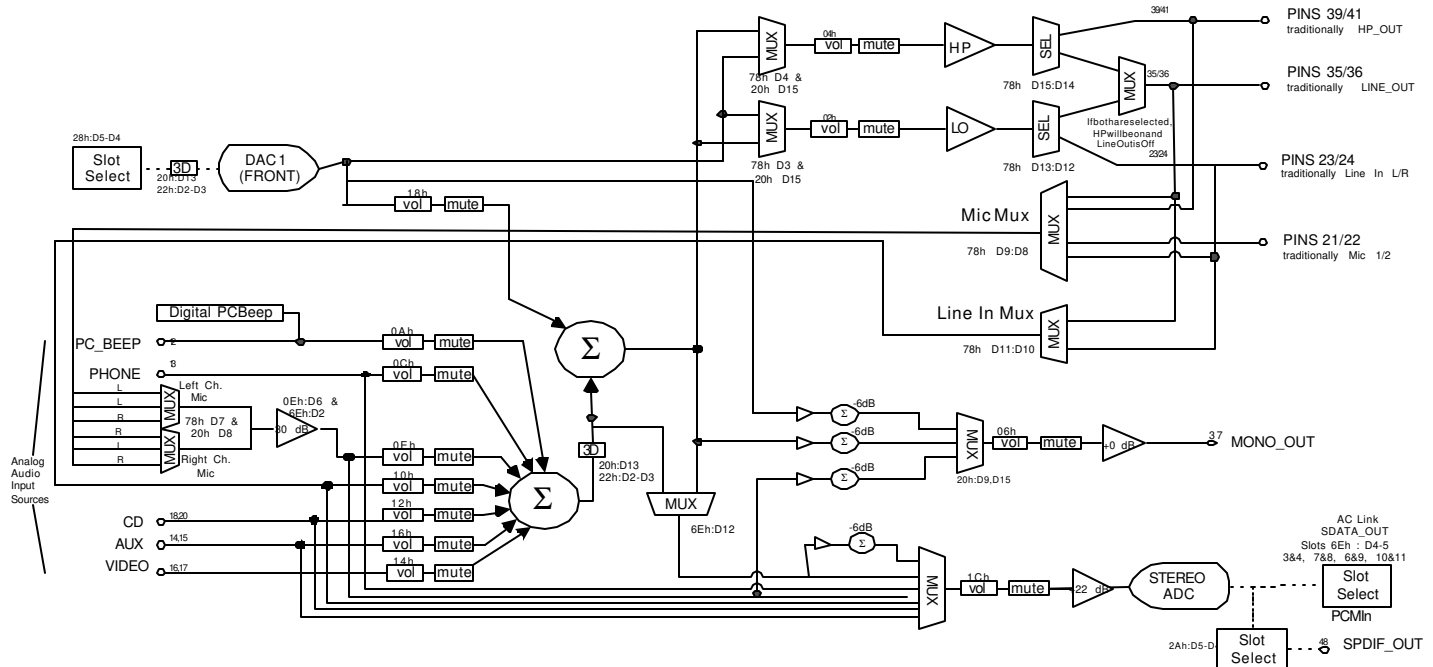 39/41
PINS 39/41
traditionally HP_OUT
MUX
04h
vol
mute
HP
SEL
78h D4 &
20h D15
78h D15:D14
MUX
35/36
PINS 35/36
traditionally LINE_OUT
MUX
02h
vol
mute
LO
SEL
Ifbothareselected,
HPwillbeonand
LineOutisOff
78h D3 &
20h D15
78h D13:D12
23/24
PINS 23/24
traditionally Line In L/R
28h:D5-D4
Slot
Select
3D
20h:D13
22h:D2-D3
DAC1
(FRONT)
18h
vol
mute
Mic Mux
MUX
78h D9:D8
PINS 21/22
traditionally Mic 1/2
Digital PCBeep
Line In Mux
MUX
78h D11:D10
PC_BEEP
2
0Ah
vol
mute
Σ
PHONE
13
0Ch
vol
mute
L
L
R
R
L
R
MUX
MUX
Left Ch.
Mic
78h D7 &
20h D8
Right Ch.
Mic
0Eh:D6 &
6Eh:D2
30 dB
Analog
Audio
Input
Sources
0Eh
vol
mute
10h
vol
mute
CD
18,20
12h
vol
mute
AUX
14,15
16h
vol
mute
VIDEO
16,17
14h
vol
mute
Σ
3D
20h:D13
22h:D2-D3
MUX
6Eh:D12
Σ
-6dB
Σ
-6dB
Σ
-6dB
MUX
20h:D9,D15
06h
vol
mute
+0 dB
37
MONO_OUT
-6dB
Σ
MUX
1Ch
vol
mute
22 dB
STEREO
ADC
AC Link
SDATA_OUT
Slots 6Eh : D4-5
3&4, 7&8, 6&9, 10&11
Slot
Select
PCMIn
2Ah:D5-D
Slot
Select
48
SPDIF_OUT